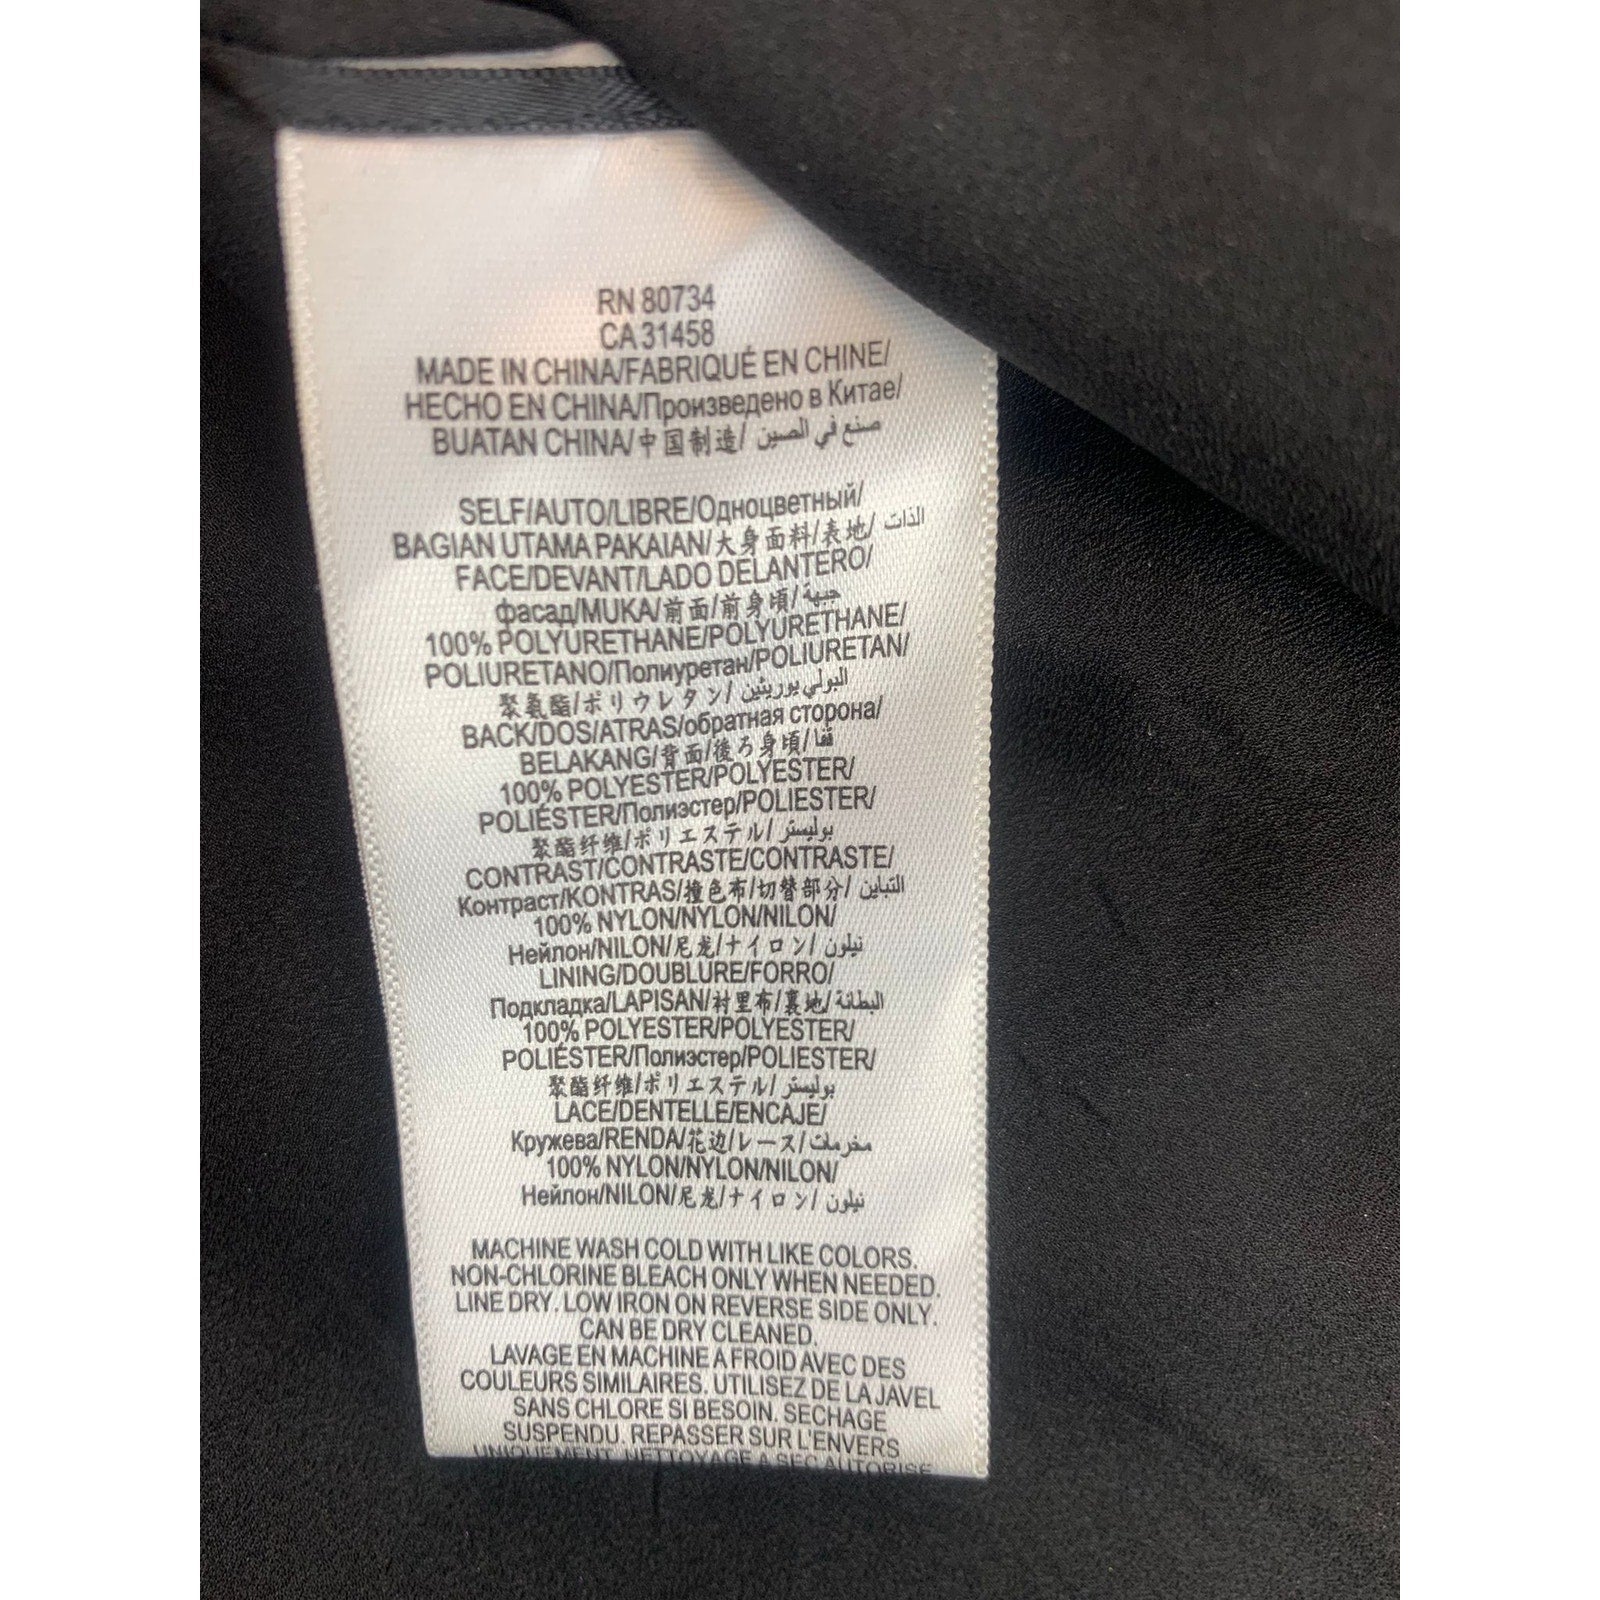 RN 80734
CA 31458
MADE IN CHINA/FABRIQUÉ EN CHINE/
HECHO EN CHINA/Произведено в Китае/
BUATAN CHINA/中国制造/ صنع في الصين
SELF/AUTO/LIBRE/Одноцветный/
BAGIAN UTAMA PAKAIAN/大身面料/表地/ الذات
FACE/DEVANT/LADO DELANTERO/
фасад/MUKA/前面/前身頃/ جبهة
100% POLYURETHANE/POLYURETHANE/
POLIURETANO/Полиуретан/POLIURETAN/
聚氨酯/ポリウレタン/ البولي يوريثين
BACK/DOS/ATRAS/обратная сторона/
BELAKANG/背面/後ろ身頃/ قفا
100% POLYESTER/POLYESTER/
POLIÉSTER/Полиэстер/POLIESTER/
聚酯纤维/ポリエステル/ بوليستر
CONTRAST/CONTRASTE/CONTRASTE/
Контраст/KONTRAS/撞色布/切替部分/ التباين
100% NYLON/NYLON/NILON/
Нейлон/NILON/尼龙/ナイロン/ نيلون
LINING/DOUBLURE/FORRO/
Подкладка/LAPISAN/衬里布/裏地/ البطانة
100% POLYESTER/POLYESTER/
POLIÉSTER/Полиэстер/POLIESTER/
聚酯纤维/ポリエステル/ بوليستر
LACE/DENTELLE/ENCAJE/
Кружева/RENDA/花边/レース/ مخرمات
100% NYLON/NYLON/NILON/
Нейлон/NILON/尼龙/ナイロン/ نيلون
MACHINE WASH COLD WITH LIKE COLORS.
NON-CHLORINE BLEACH ONLY WHEN NEEDED.
LINE DRY. LOW IRON ON REVERSE SIDE ONLY.
CAN BE DRY CLEANED.
LAVAGE EN MACHINE A FROID AVEC DES
COULEURS SIMILAIRES. UTILISEZ DE LA JAVEL
SANS CHLORE SI BESOIN. SECHAGE
SUSPENDU. REPASSER SUR L'ENVERS
UNIQUEMENT. NETTOYAGE A SEC AUTORISE